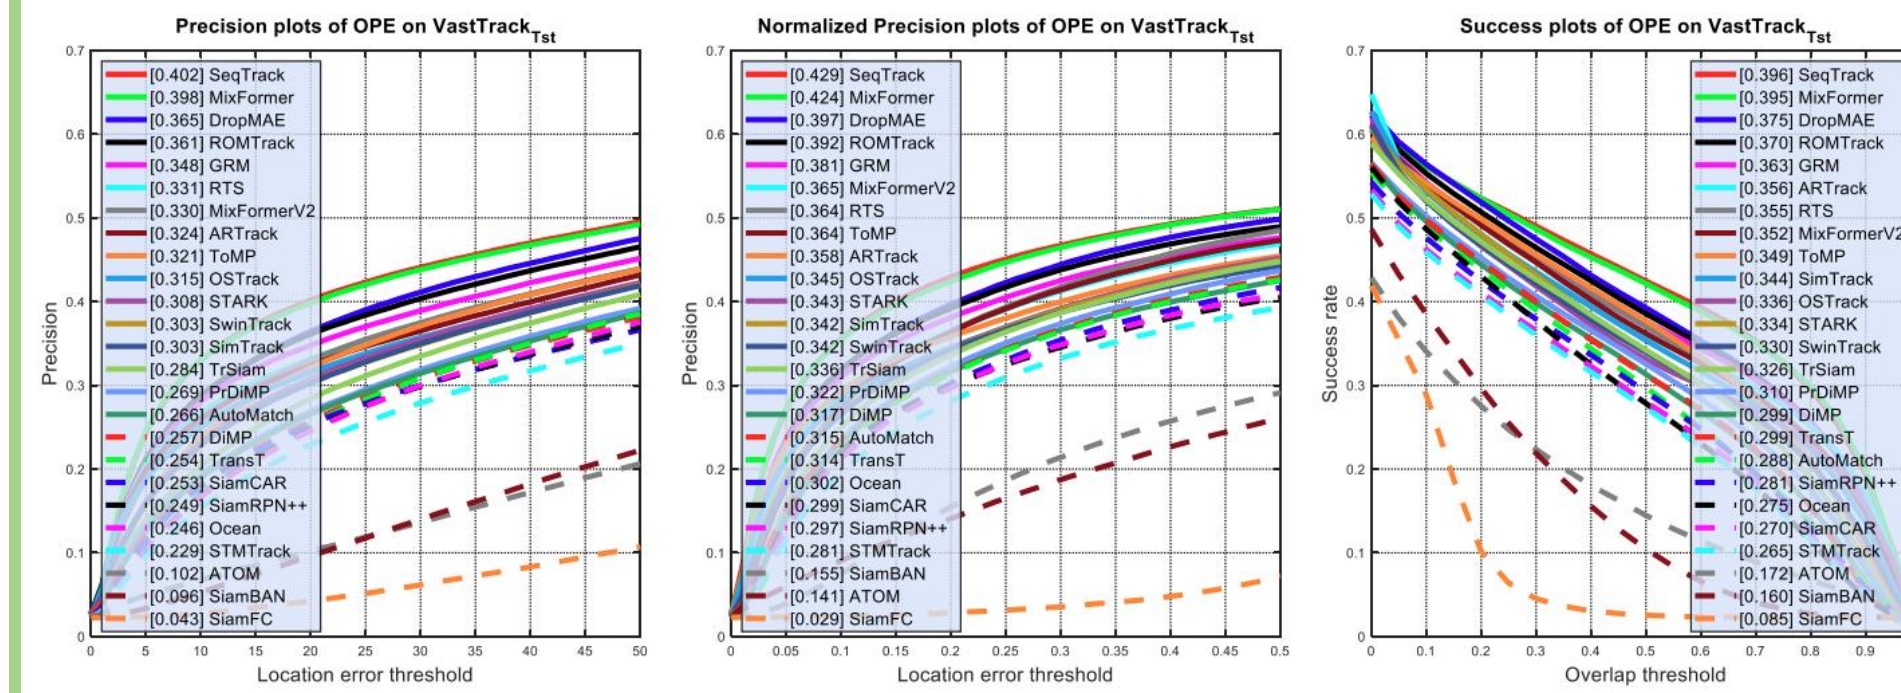 Precision plots of OPE on VastTrack_Tst
0.7
0.6
0.5
0.4
0.3
0.2
0.1
0
Precision
[0.402] SeqTrack
[0.398] MixFormer
[0.365] DropMAE
[0.361] ROMTrack
[0.348] GRM
[0.331] RTS
[0.330] MixFormerV2
[0.324] ARTrack
[0.321] ToMP
[0.315] OSTrack
[0.308] STARK
[0.303] SwinTrack
[0.303] SimTrack
[0.284] TrSiam
[0.269] PrDiMP
[0.266] AutoMatch
[0.257] DiMP
[0.254] TransT
[0.253] SiamCAR
[0.249] SiamRPN++
[0.246] Ocean
[0.229] STMTrack
[0.102] ATOM
[0.096] SiamBAN
[0.043] SiamFC
0 5 10 15 20 25 30 35 40 45 50
Location error threshold
Normalized Precision plots of OPE on VastTrack_Tst
0.7
0.6
0.5
0.4
0.3
0.2
0.1
0
Precision
[0.429] SeqTrack
[0.424] MixFormer
[0.397] DropMAE
[0.392] ROMTrack
[0.381] GRM
[0.365] MixFormerV2
[0.364] RTS
[0.364] ToMP
[0.358] ARTrack
[0.345] OSTrack
[0.343] STARK
[0.342] SimTrack
[0.342] SwinTrack
[0.336] TrSiam
[0.322] PrDiMP
[0.317] DiMP
[0.315] AutoMatch
[0.314] TransT
[0.302] Ocean
[0.299] SiamCAR
[0.297] SiamRPN++
[0.281] STMTrack
[0.155] SiamBAN
[0.141] ATOM
[0.029] SiamFC
0 0.05 0.1 0.15 0.2 0.25 0.3 0.35 0.4 0.45 0.5
Location error threshold
Success plots of OPE on VastTrack_Tst
0.7
0.6
0.5
0.4
0.3
0.2
0.1
0
Success rate
[0.396] SeqTrack
[0.395] MixFormer
[0.375] DropMAE
[0.370] ROMTrack
[0.363] GRM
[0.356] ARTrack
[0.355] RTS
[0.352] MixFormerV2
[0.349] ToMP
[0.344] SimTrack
[0.336] OSTrack
[0.334] STARK
[0.330] SwinTrack
[0.326] TrSiam
[0.310] PrDiMP
[0.299] DiMP
[0.299] TransT
[0.288] AutoMatch
[0.281] SiamRPN++
[0.275] Ocean
[0.270] SiamCAR
[0.265] STMTrack
[0.172] ATOM
[0.160] SiamBAN
[0.085] SiamFC
0 0.1 0.2 0.3 0.4 0.5 0.6 0.7 0.8 0.9
Overlap threshold